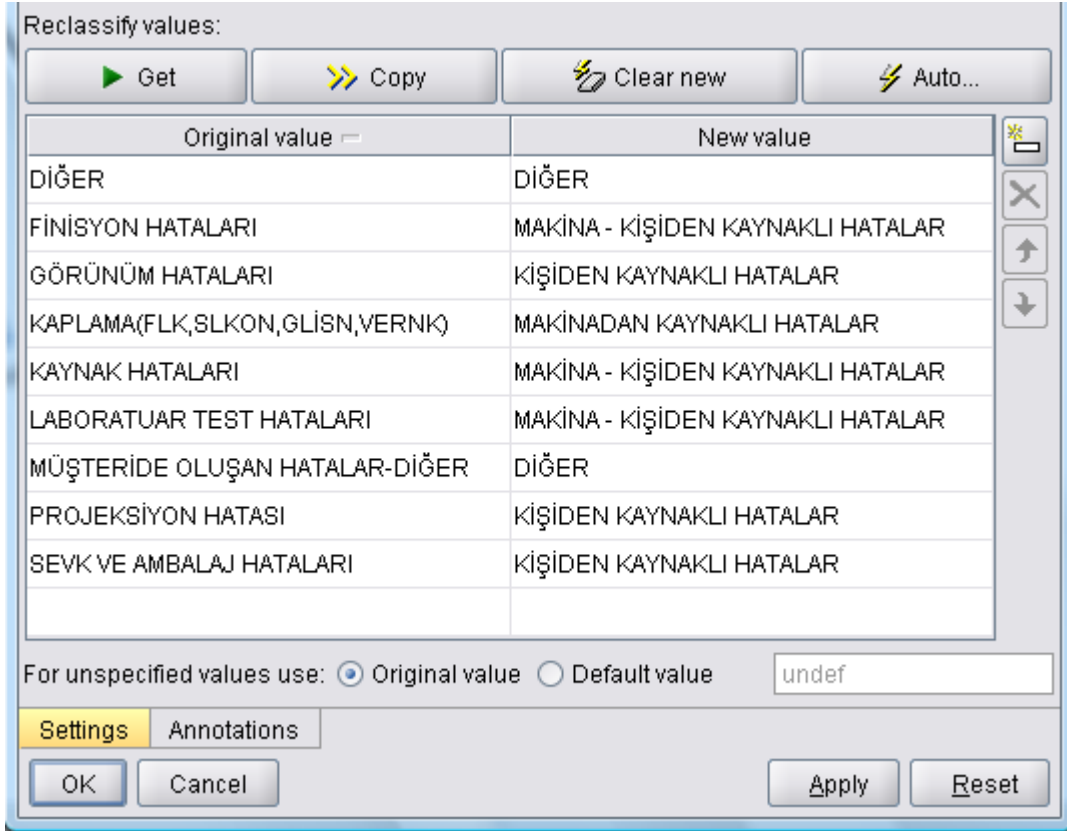 Reclassify values:
Get Copy Clear new Auto...
Original value New value
DİĞER DİĞER
FİNİSYON HATALARI MAKİNA - KİŞİDEN KAYNAKLI HATALAR
GÖRÜNÜM HATALARI KİŞİDEN KAYNAKLI HATALAR
KAPLAMA(FLK,SLKON,GLİSN,VERNK) MAKİNADAN KAYNAKLI HATALAR
KAYNAK HATALARI MAKİNA - KİŞİDEN KAYNAKLI HATALAR
LABORATUAR TEST HATALARI MAKİNA - KİŞİDEN KAYNAKLI HATALAR
MÜŞTERİDE OLUŞAN HATALAR-DİĞER DİĞER
PROJEKSİYON HATASI KİŞİDEN KAYNAKLI HATALAR
SEVK VE AMBALAJ HATALARI KİŞİDEN KAYNAKLI HATALAR
For unspecified values use: Original value Default value undef
Settings Annotations
OK Cancel Apply Reset